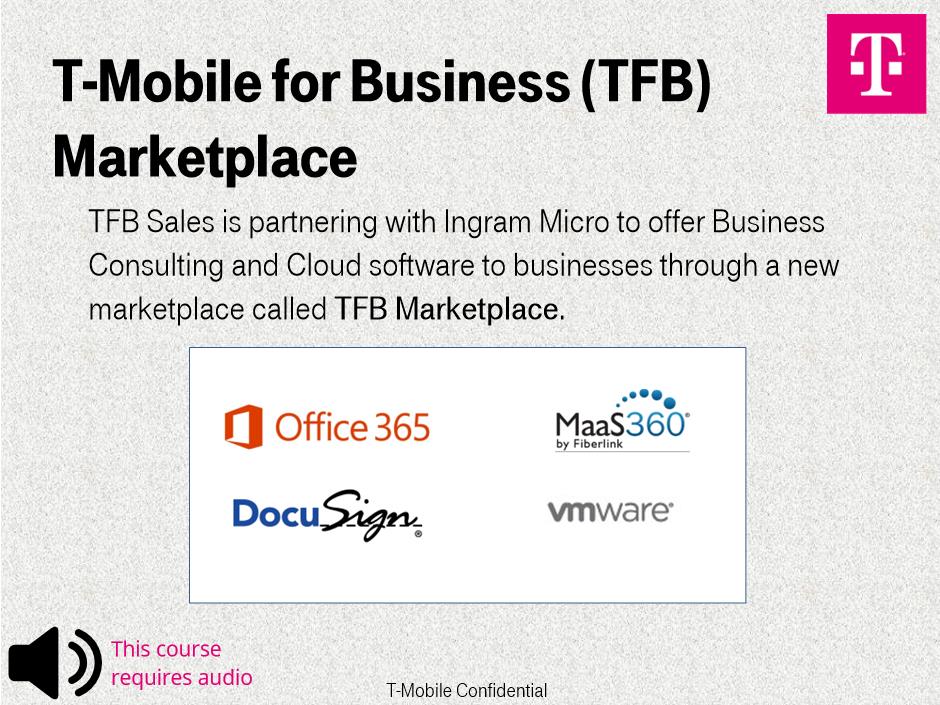 T-Mobile for Business (TFB)
Marketplace
T
TFB Sales is partnering with Ingram Micro to offer Business
Consulting and Cloud software to businesses through a new
marketplace called TFB Marketplace.
Office 365
MaaS360®
by Fiberlink
DocuSign®
vmware®
This course
requires audio
T-Mobile Confidential